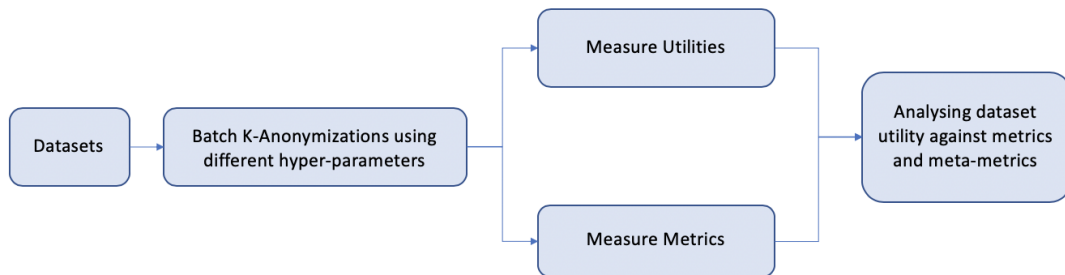 Datasets
Batch K-Anonymizations using
different hyper-parameters
Measure Utilities
Measure Metrics
Analysing dataset
utility against metrics
and meta-metrics